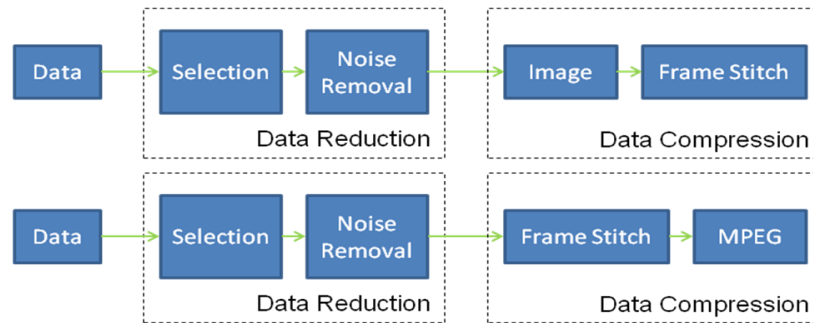 Data
Selection
Noise
Removal
Image
Frame Stitch
Data Reduction
Data Compression
Data
Selection
Noise
Removal
Frame Stitch
MPEG
Data Reduction
Data Compression